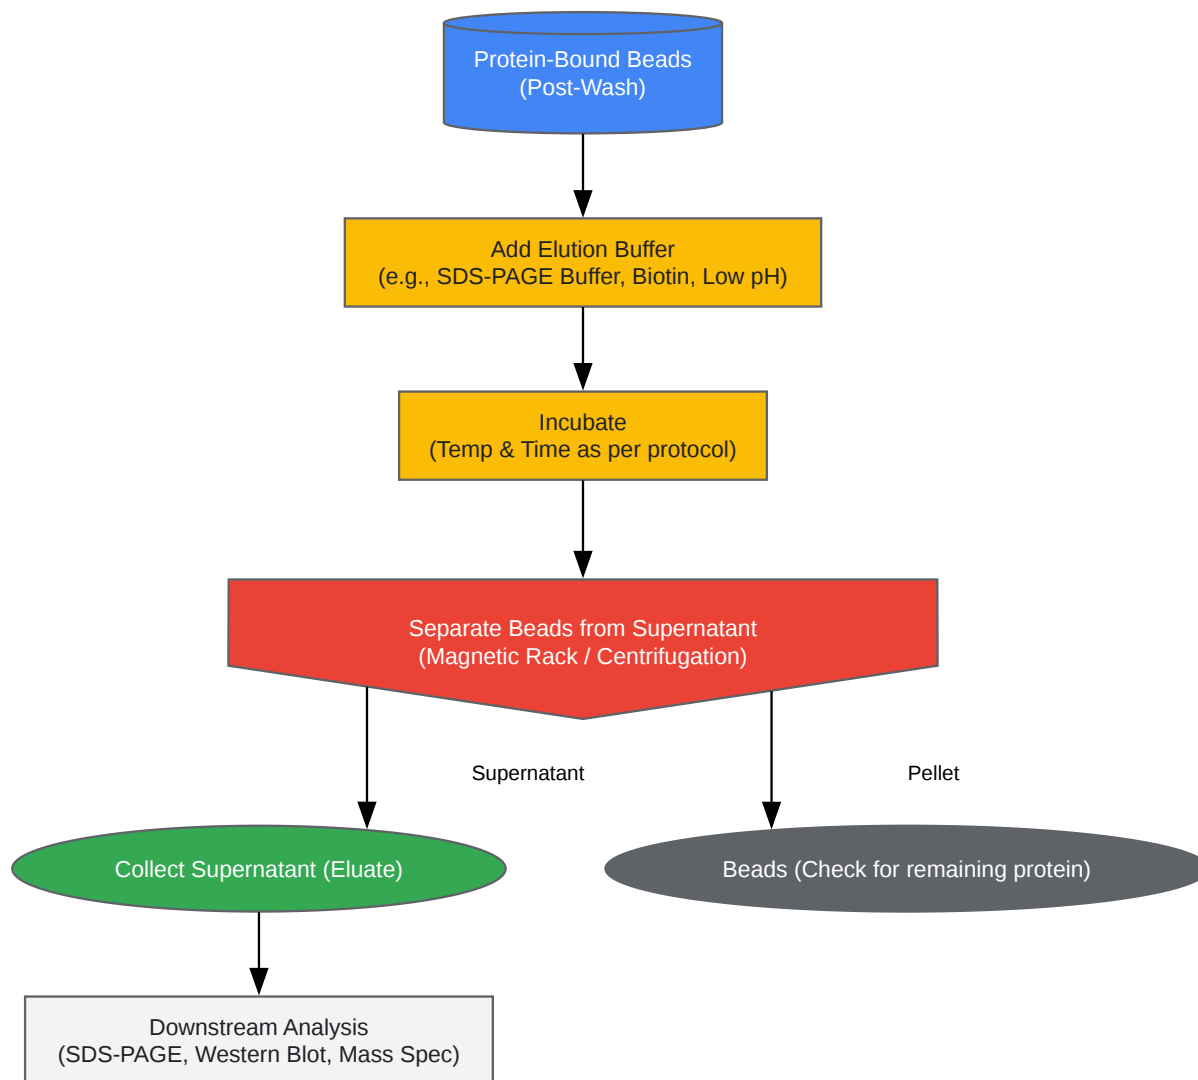 Protein-Bound Beads
(Post-Wash)
Add Elution Buffer
(e.g., SDS-PAGE Buffer, Biotin, Low pH)
Incubate
(Temp & Time as per protocol)
Separate Beads from Supernatant
(Magnetic Rack / Centrifugation)
Supernatant
Pellet
Collect Supernatant (Eluate)
Beads (Check for remaining protein)
Downstream Analysis
(SDS-PAGE, Western Blot, Mass Spec)